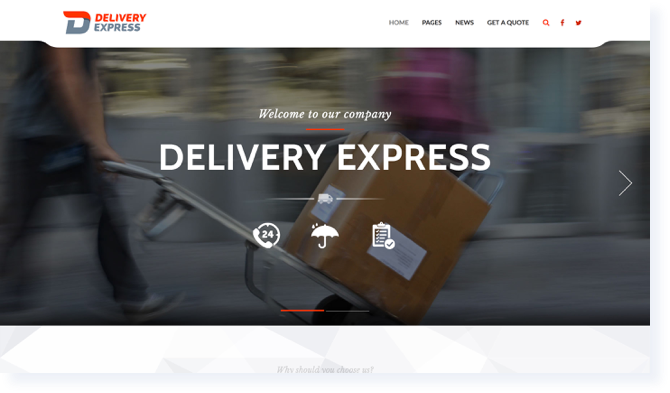 DELIVERY
EXPRESS
HOME PAGES NEWS GET A QUOTE
Welcome to our company
DELIVERY EXPRESS
24
Why should you choose us?